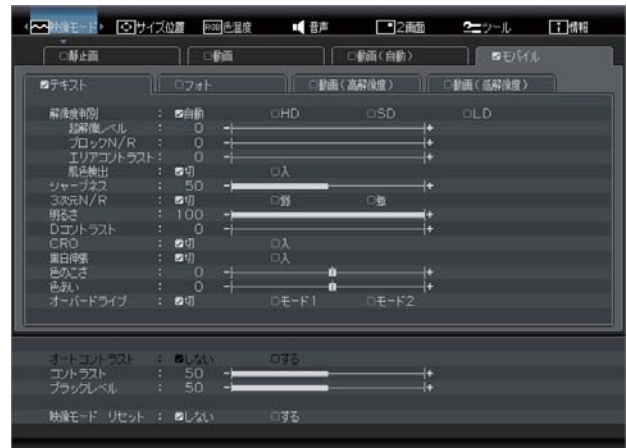 映像モード サイズ位置 RGB色温度 音声 2画面 ツール 情報
静止画 動画 動画(自動) モバイル
テキスト フォト 動画(高解像度) 動画(低解像度)
解像度判別 : 自動 HD SD LD
超解像レベル : 0 - +
ブロックN/R : 0 - +
エリアコントラスト : 0 - +
肌色検出 : 切 入
シャープネス : 50 - +
3次元N/R : 切 弱 強
明るさ : 100 - +
Dコントラスト : 0 - +
CRO : 切 入
黒白伸張 : 切 入
色のこさ : 0 - +
色あい : 0 - +
オーバードライブ : 切 モード1 モード2
オートコントラスト : しない する
コントラスト : 50 - +
ブラックレベル : 50 - +
映像モード リセット : しない する